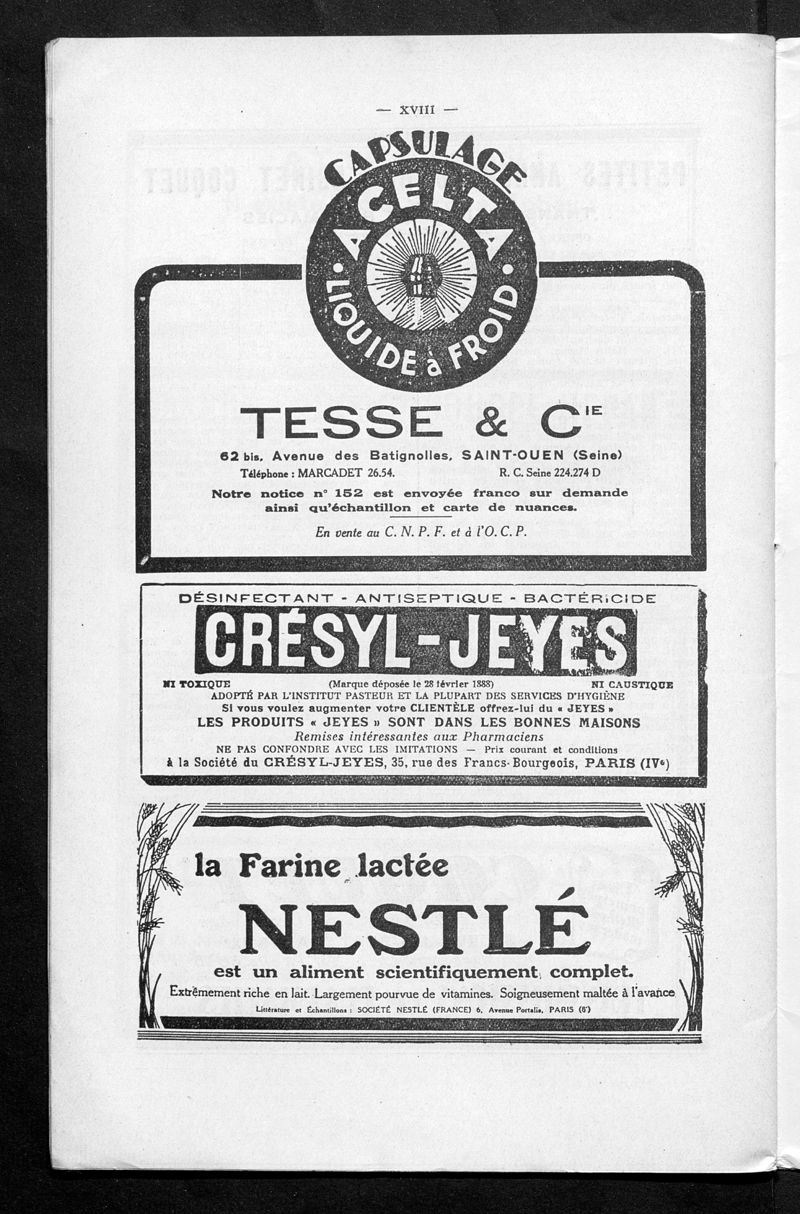 — XVIII —
CAPSULAGE
ACELTA
• LIQUIDE à FROID •
TESSE & CIE
62 bis, Avenue des Batignolles, SAINT-OUEN (Seine)
Téléphone : MARCADET 26.54. R. C. Seine 224.274 D
Notre notice n° 152 est envoyée franco sur demande
ainsi qu'échantillon et carte de nuances.
En vente au C. N. P. F. et à l'O. C. P.
DÉSINFECTANT - ANTISEPTIQUE - BACTÉRICIDE
CRÉSYL-JEYES
NI TOXIQUE (Marque déposée le 28 février 1888) NI CAUSTIQUE
ADOPTÉ PAR L'INSTITUT PASTEUR ET LA PLUPART DES SERVICES D'HYGIÈNE
Si vous voulez augmenter votre CLIENTÈLE offrez-lui du « JEYES »
LES PRODUITS « JEYES » SONT DANS LES BONNES MAISONS
Remises intéressantes aux Pharmaciens
NE PAS CONFONDRE AVEC LES IMITATIONS — Prix courant et conditions
à la Société du CRÉSYL-JEYES, 35, rue des Francs-Bourgeois, PARIS (IVe)
la Farine lactée
NESTLÉ
est un aliment scientifiquement complet.
Extrêmement riche en lait. Largement pourvue de vitamines. Soigneusement maltée à l'avance
Littérature et Échantillons : SOCIÉTÉ NESTLÉ (FRANCE) 6, Avenue Portalis, PARIS (8e)